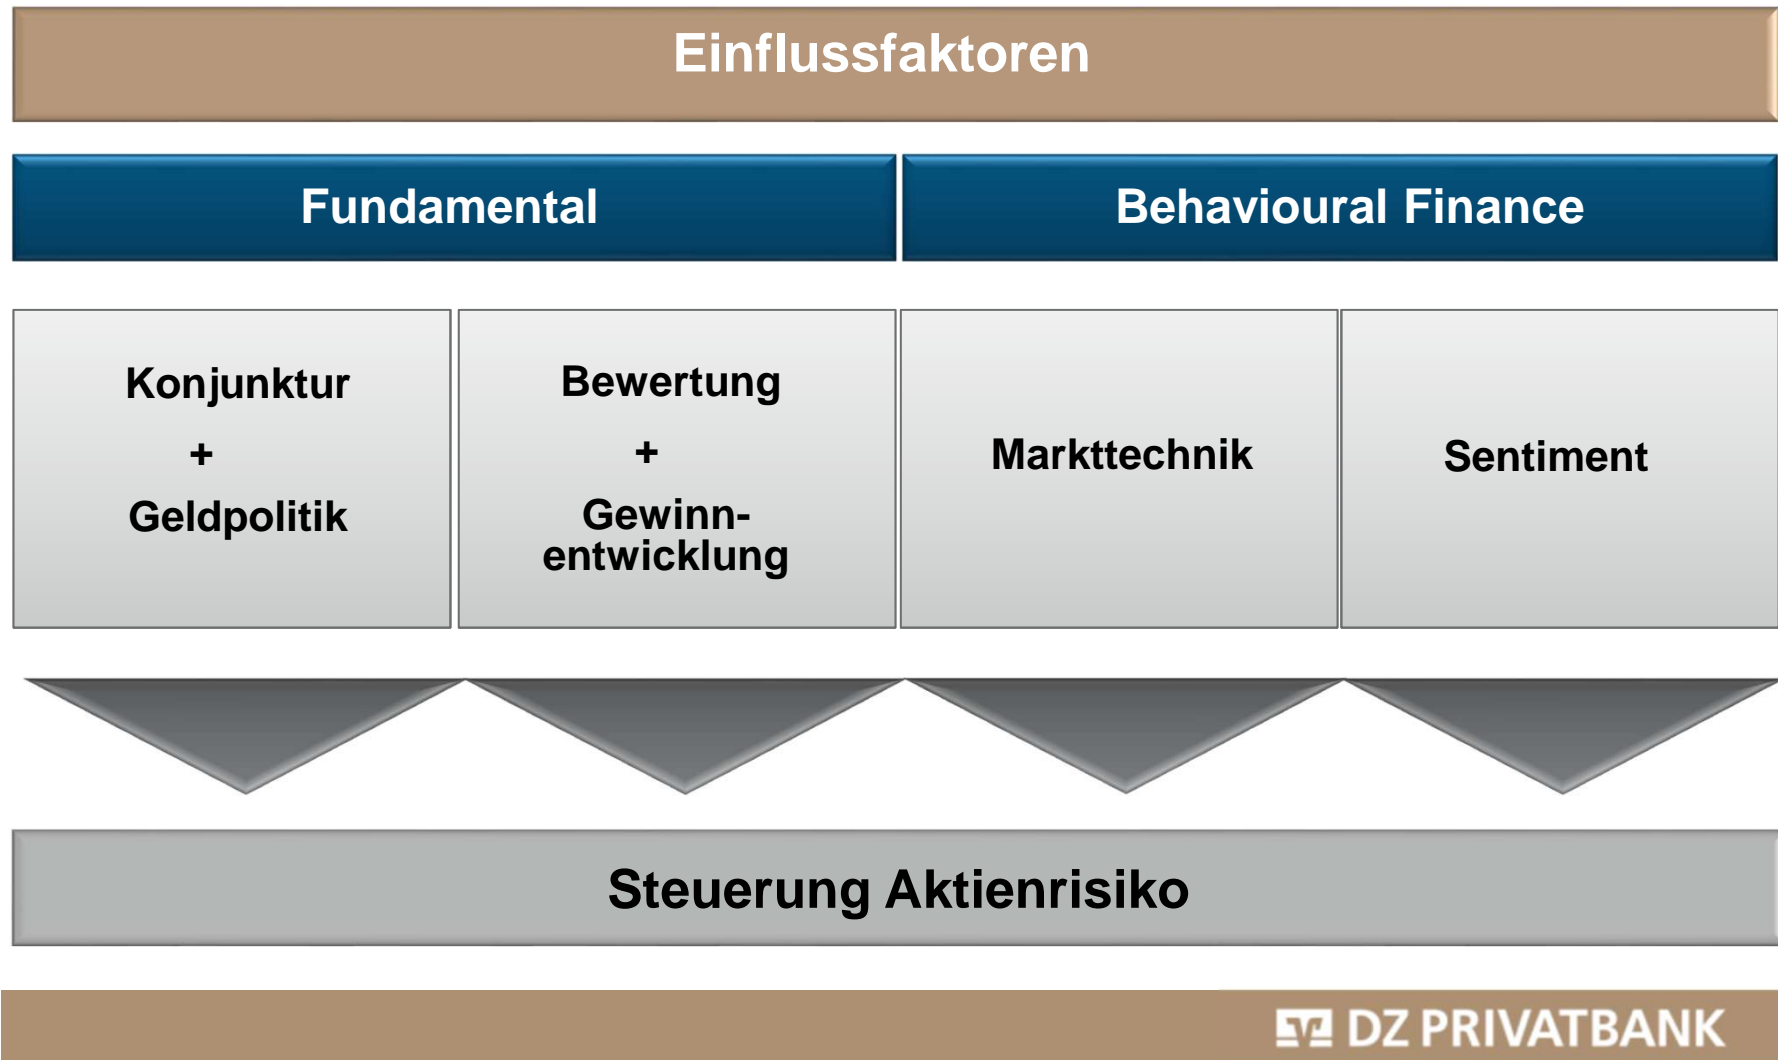 Einflussfaktoren
Fundamental
Behavioural Finance
Konjunktur
+
Geldpolitik
Bewertung
+
Gewinn-
entwicklung
Markttechnik
Sentiment
Steuerung Aktienrisiko
DZ PRIVATBANK